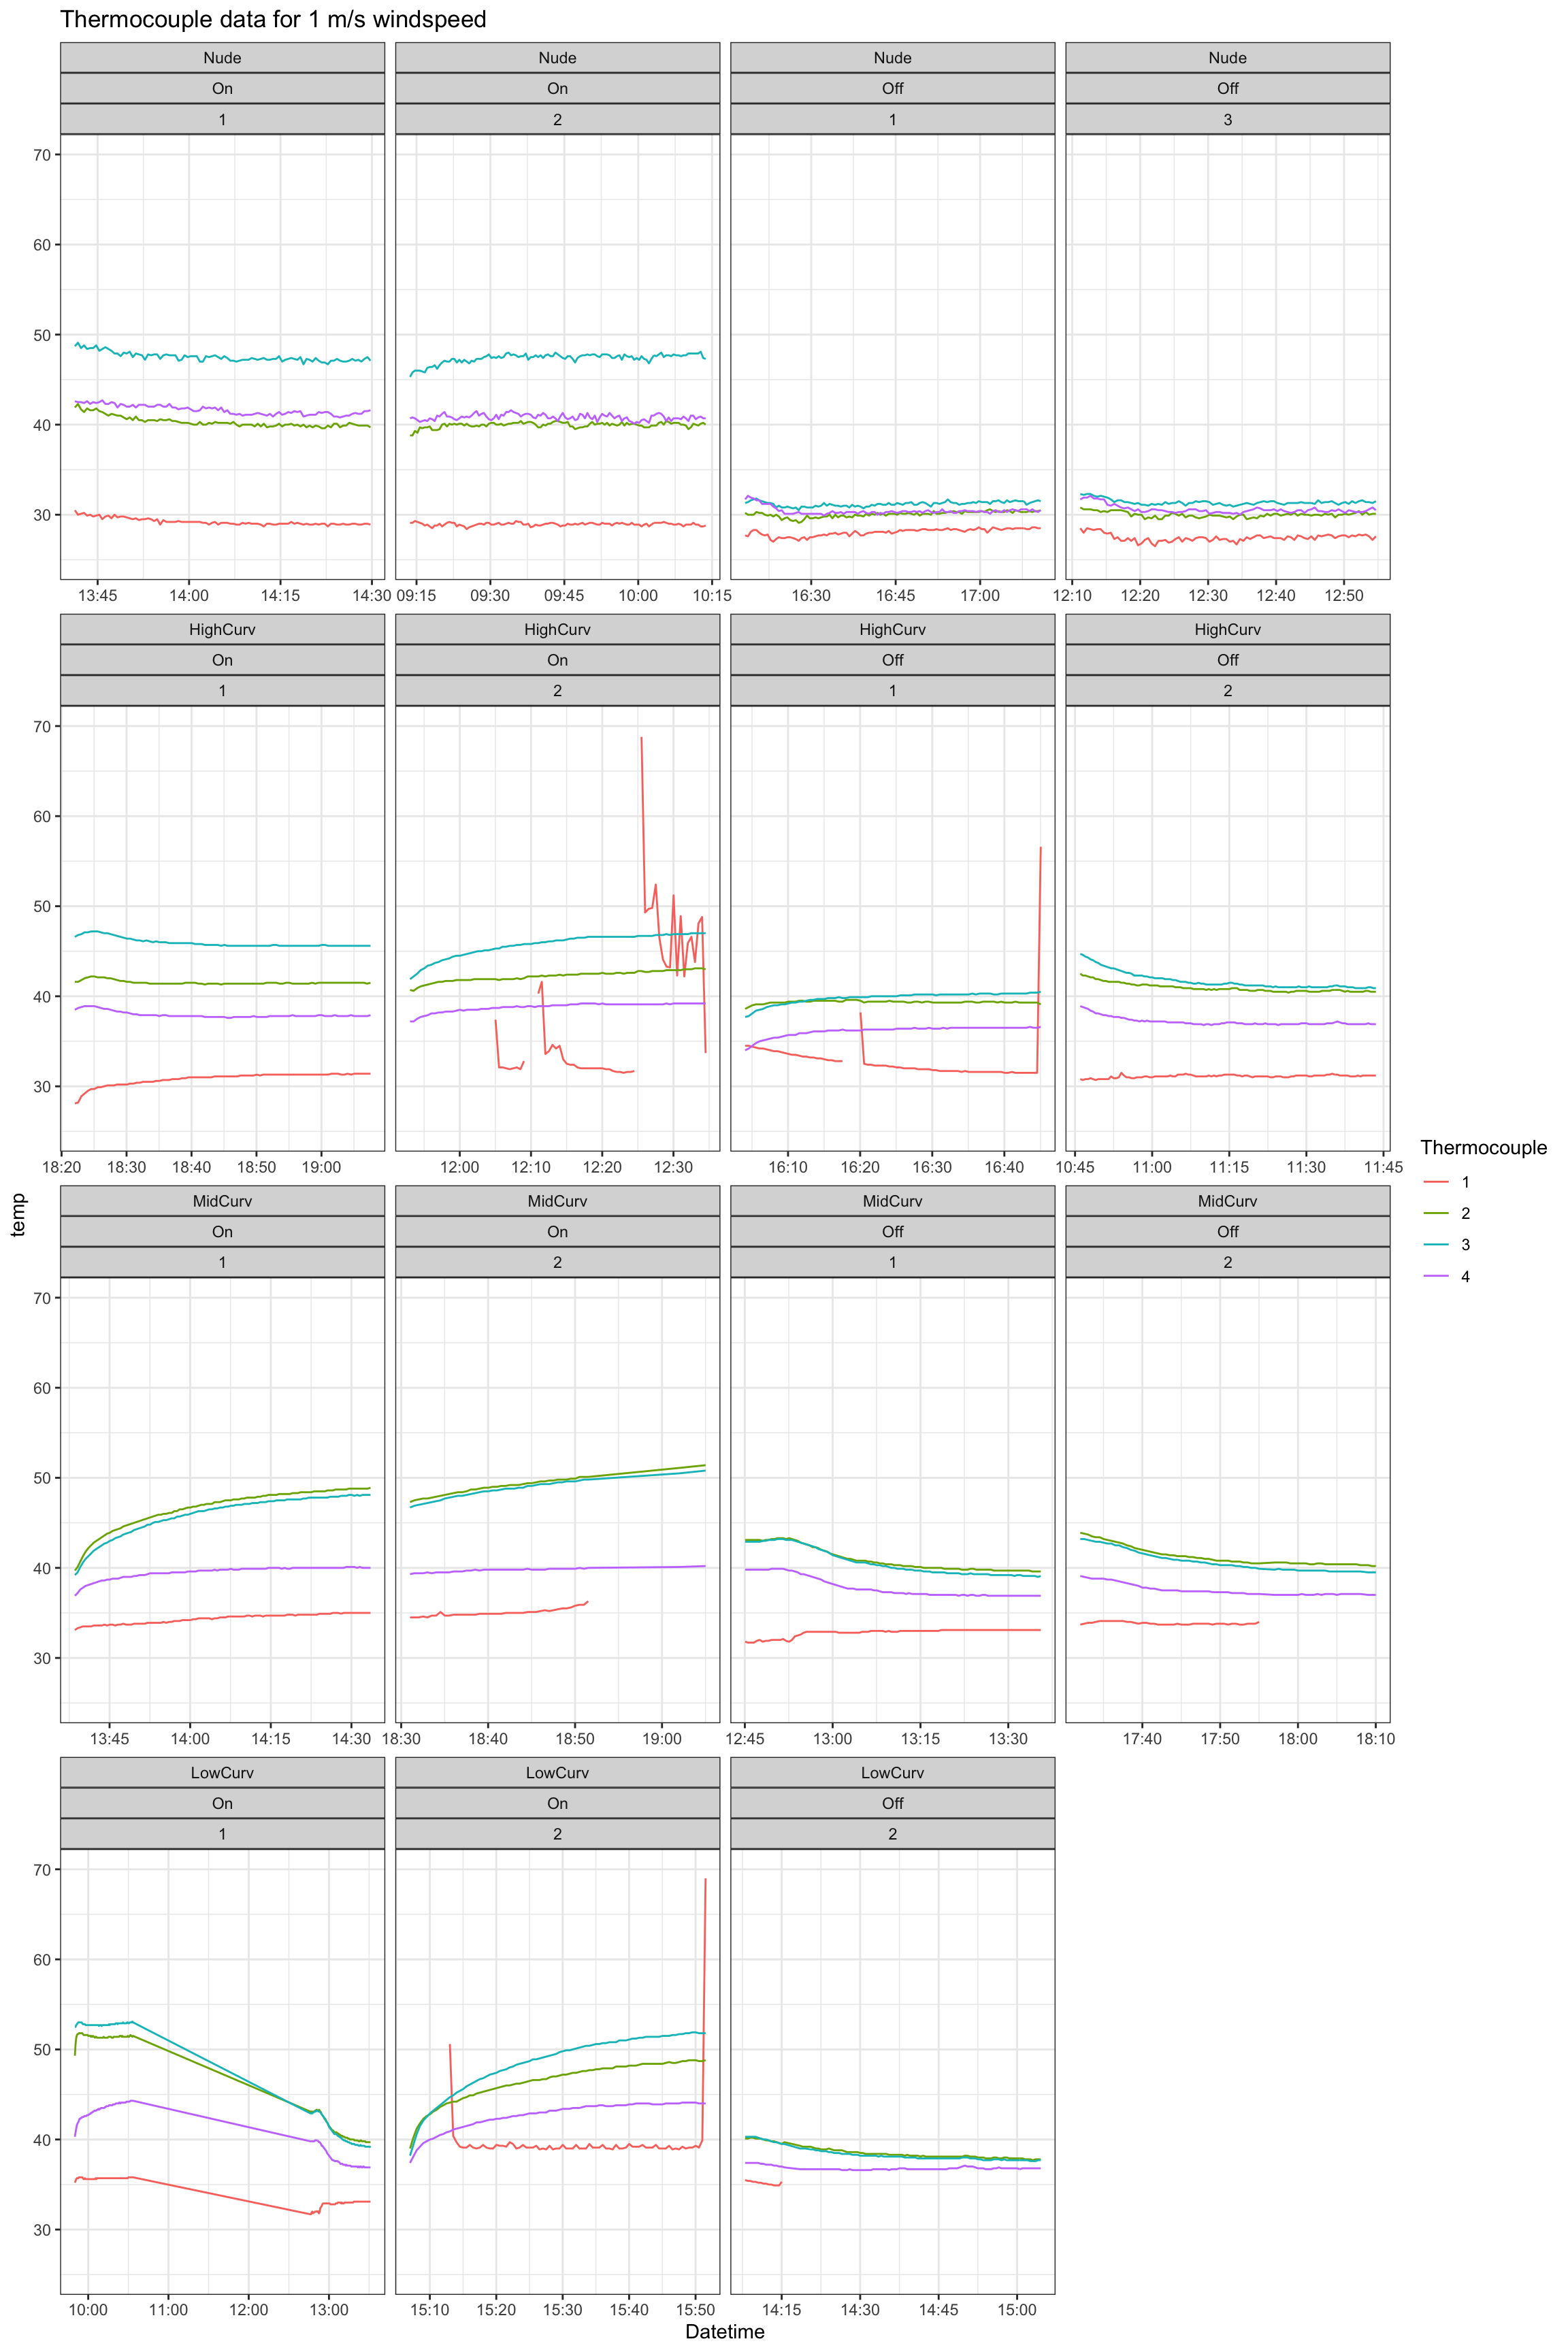 Thermocouple data for 1 m/s windspeed
Nude Nude Nude Nude
On On Off Off
1 2 1 3
70
60
50
40
30
13:45 14:00 14:15 14:30 09:15 09:30 09:45 10:00 10:15 16:30 16:45 17:00 12:10 12:20 12:30 12:40 12:50
HighCurv HighCurv HighCurv HighCurv
On On Off Off
1 2 1 2
70
60
50
40
30
18:20 18:30 18:40 18:50 19:00 12:00 12:10 12:20 12:30 16:10 16:20 16:30 16:40 10:45 11:00 11:15 11:30 11:45
Thermocouple
1
2
3
4
temp
MidCurv MidCurv MidCurv MidCurv
On On Off Off
1 2 1 2
70
60
50
40
30
13:45 14:00 14:15 14:30 18:30 18:40 18:50 19:00 12:45 13:00 13:15 13:30 17:40 17:50 18:00 18:10
LowCurv LowCurv LowCurv
On On Off
1 2 2
70
60
50
40
30
10:00 11:00 12:00 13:00 15:10 15:20 15:30 15:40 15:50 14:15 14:30 14:45 15:00
Datetime